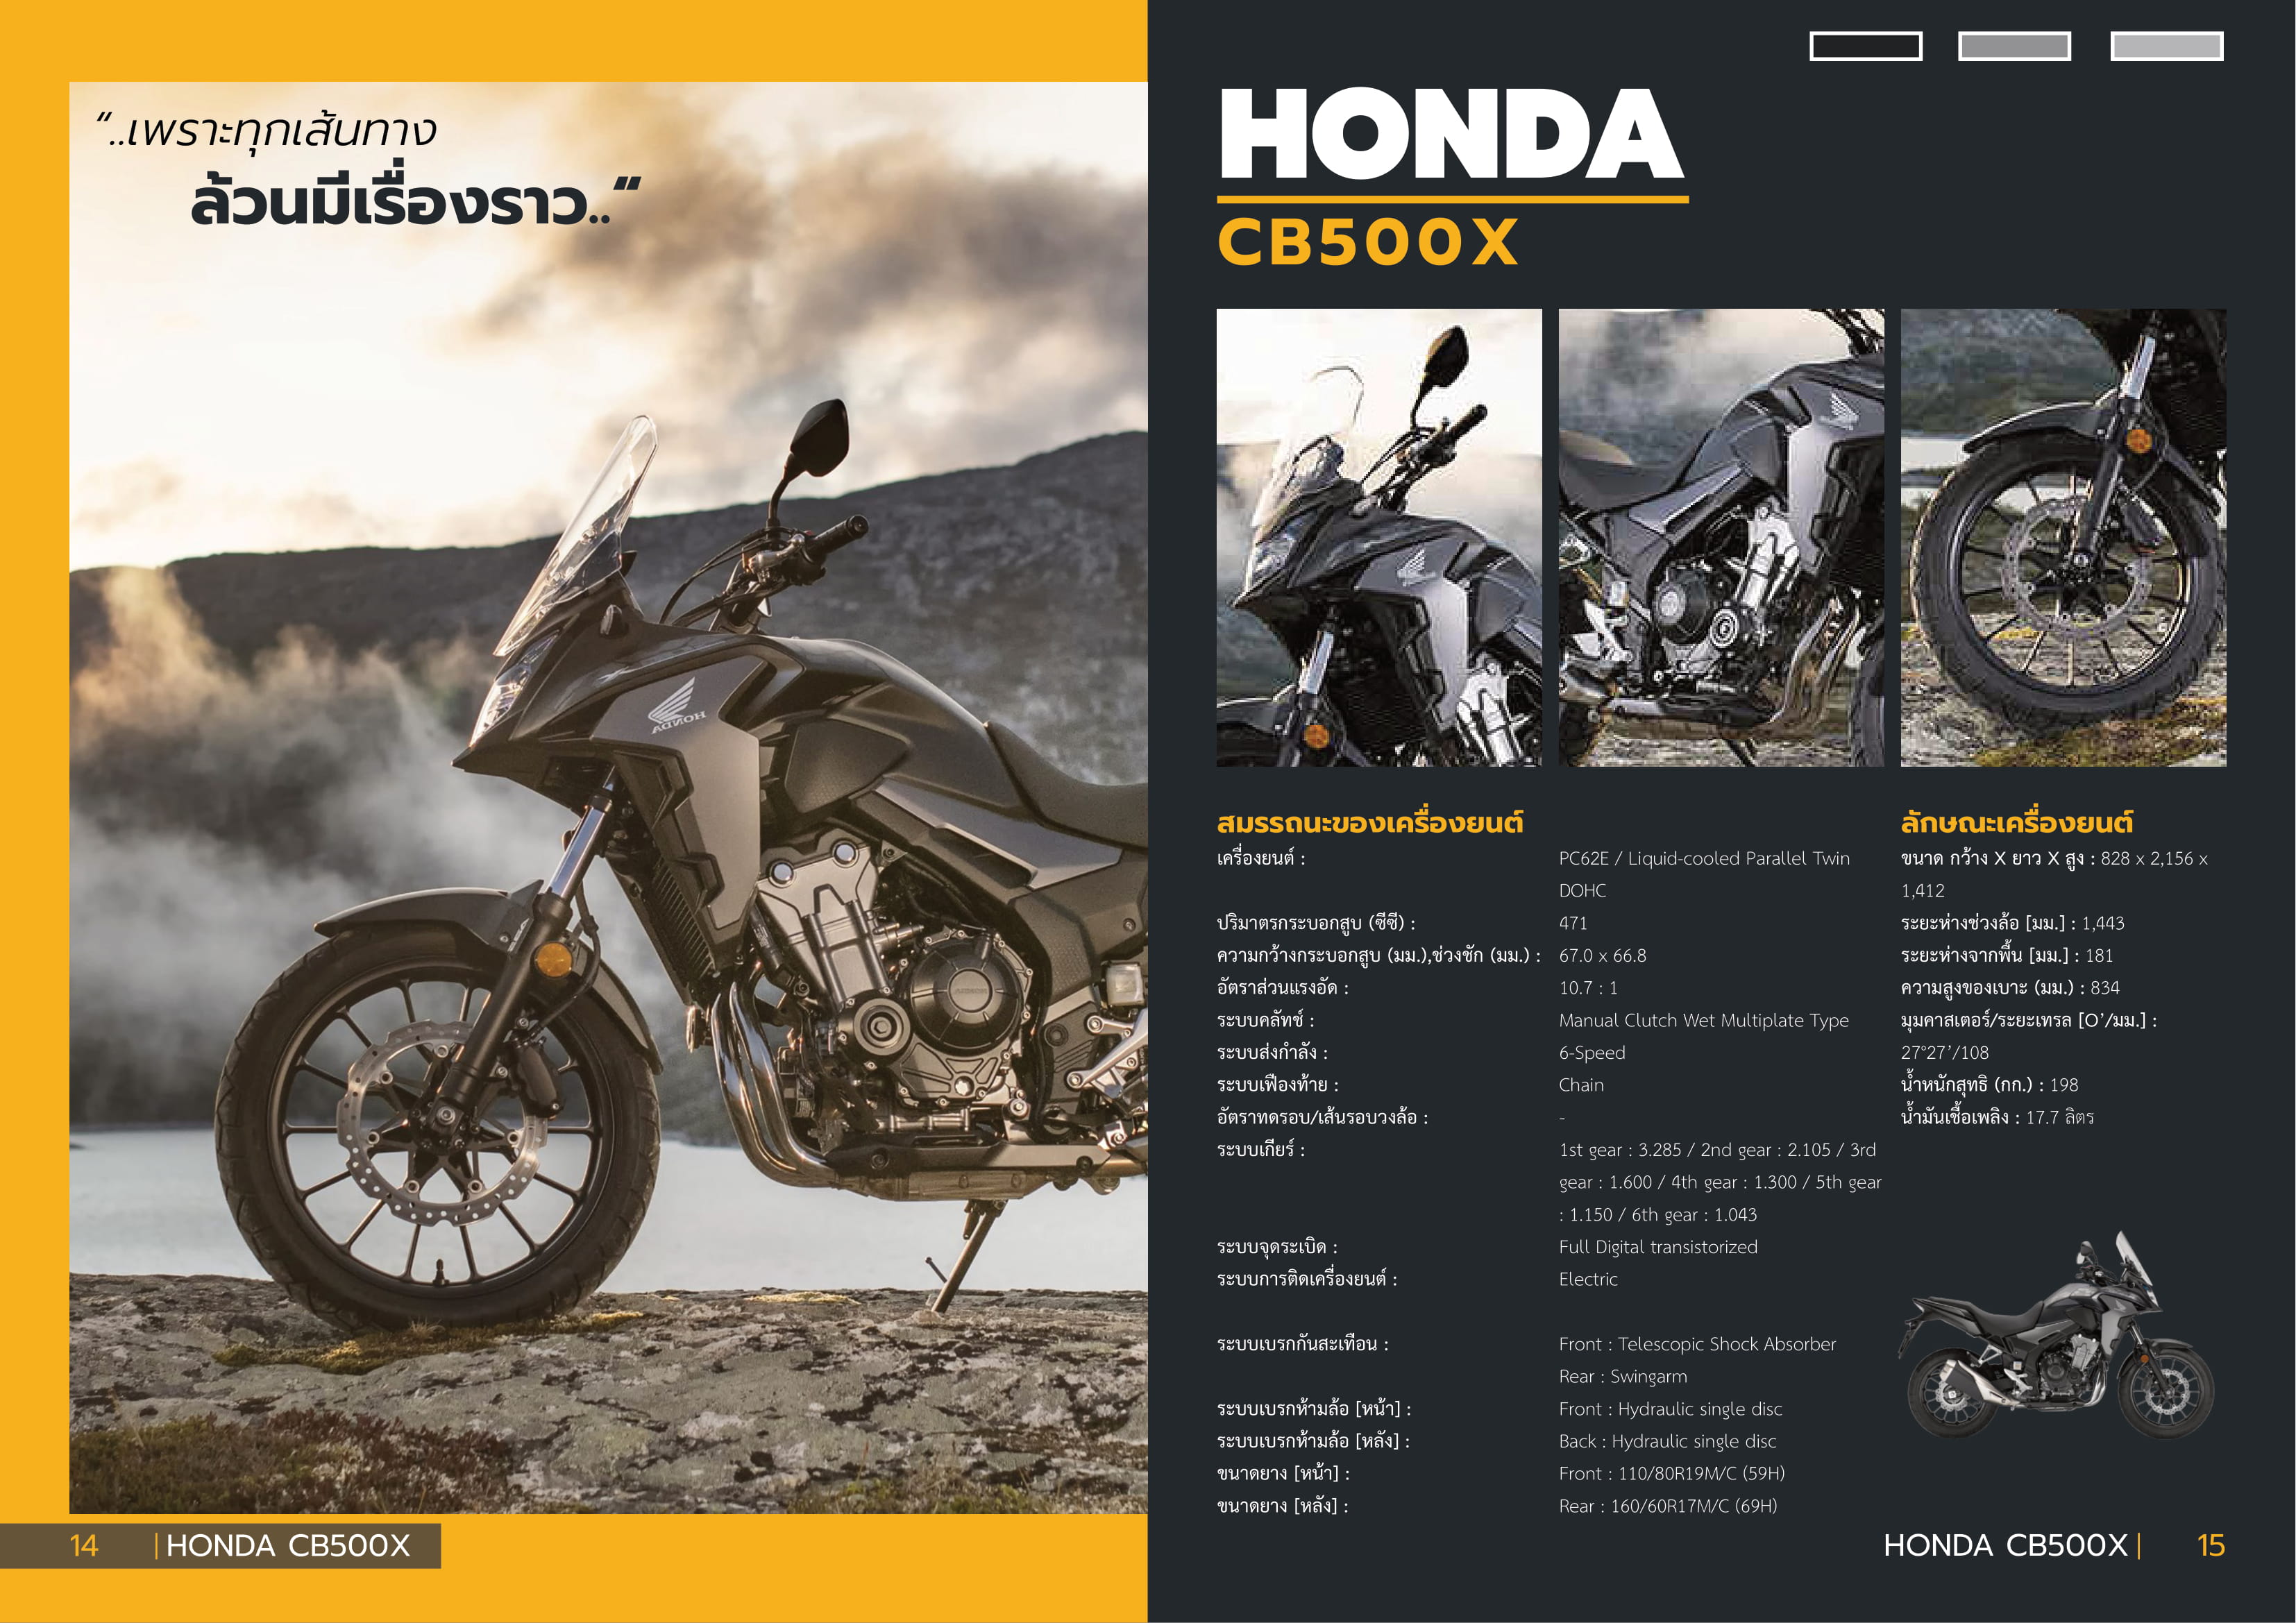 “..เพราะทุกเส้นทาง
ล้วนมีเรื่องราว..“
HONDA
14 | HONDA CB500X
HONDA
CB500X
สมรรถนะของเครื่องยนต์
เครื่องยนต์ : PC62E / Liquid-cooled Parallel Twin
DOHC
ปริมาตรกระบอกสูบ (ซีซี) : 471
ความกว้างกระบอกสูบ (มม.),ช่วงชัก (มม.) : 67.0 x 66.8
อัตราส่วนแรงอัด : 10.7 : 1
ระบบคลัทช์ : Manual Clutch Wet Multiplate Type
ระบบส่งกำลัง : 6-Speed
ระบบเฟืองท้าย : Chain
อัตราทดรอบ/เส้นรอบวงล้อ : -
ระบบเกียร์ : 1st gear : 3.285 / 2nd gear : 2.105 / 3rd
gear : 1.600 / 4th gear : 1.300 / 5th gear
: 1.150 / 6th gear : 1.043
ระบบจุดระเบิด : Full Digital transistorized
ระบบการติดเครื่องยนต์ : Electric
ระบบเบรกกันสะเทือน : Front : Telescopic Shock Absorber
Rear : Swingarm
ระบบเบรกห้ามล้อ [หน้า] : Front : Hydraulic single disc
ระบบเบรกห้ามล้อ [หลัง] : Back : Hydraulic single disc
ขนาดยาง [หน้า] : Front : 110/80R19M/C (59H)
ขนาดยาง [หลัง] : Rear : 160/60R17M/C (69H)
ลักษณะเครื่องยนต์
ขนาด กว้าง X ยาว X สูง : 828 x 2,156 x
1,412
ระยะห่างช่วงล้อ [มม.] : 1,443
ระยะห่างจากพื้น [มม.] : 181
ความสูงของเบาะ (มม.) : 834
มุมคาสเตอร์/ระยะเทรล [O’/มม.] :
27°27’/108
น้ำหนักสุทธิ (กก.) : 198
น้ำมันเชื้อเพลิง : 17.7 ลิตร
HONDA CB500X | 15